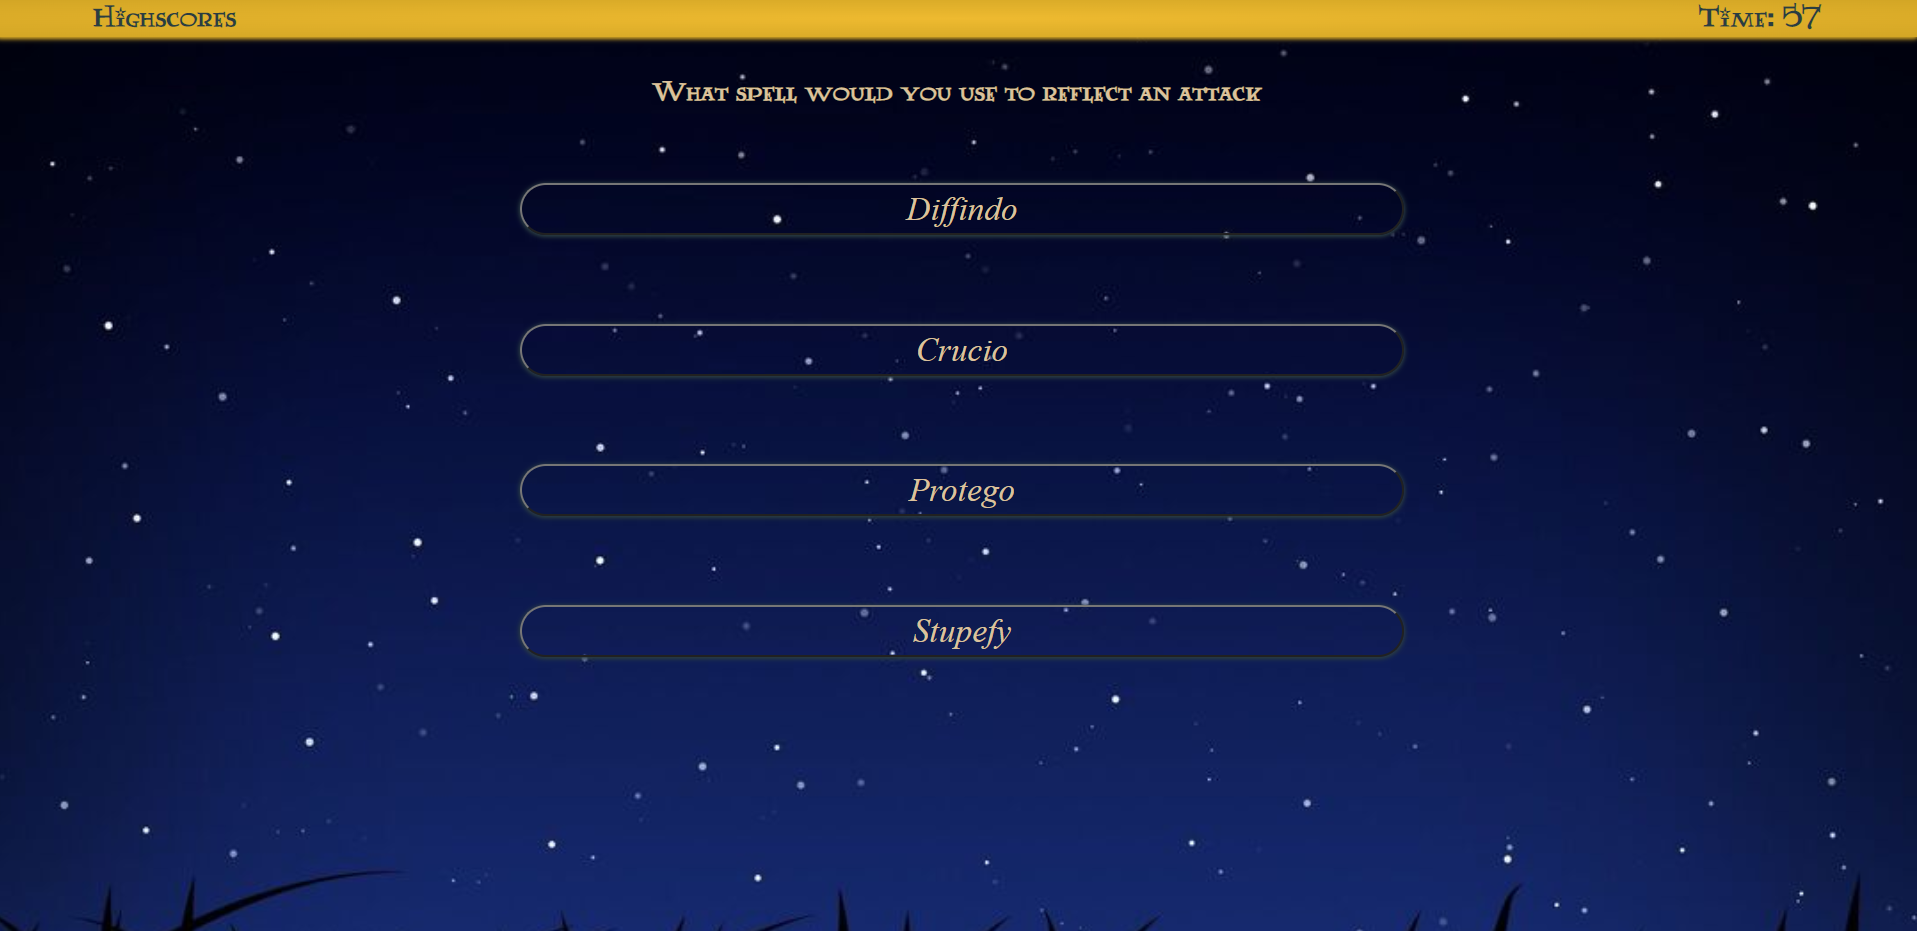 Highscores
Time: 57
What spell would you use to reflect an attack
Diffindo
Crucio
Protego
Stupefy